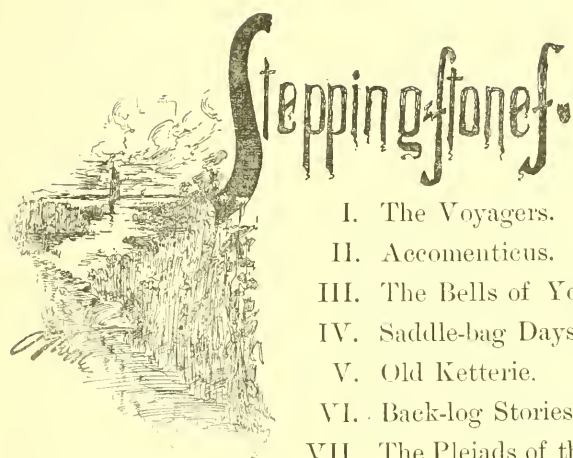 Stepping-stones.
I. The Voyagers.
II. Accomenticus.
III. The Bells of Yo
IV. Saddle-bag Days
V. Old Ketterie.
VI. Back-log Stories
VII. The Pleiads of th